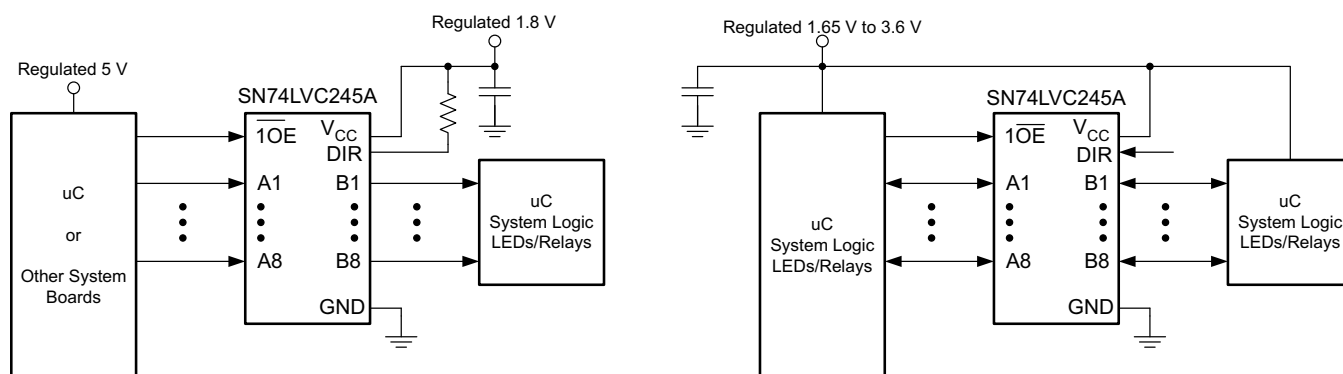 Regulated 1.8 V
Regulated 5 V
SN74LVC245A
1OE
VCC
DIR
A1
B1
A8
B8
GND
uC
or
Other System
Boards
uC
System Logic
LEDs/Relays
Regulated 1.65 V to 3.6 V
SN74LVC245A
1OE
VCC
DIR
A1
B1
A8
B8
GND
uC
System Logic
LEDs/Relays
uC
System Logic
LEDs/Relays